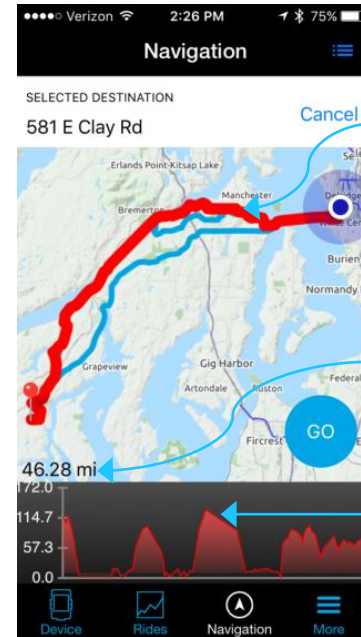 Verizon 2:26 PM 75%
Navigation
SELECTED DESTINATION
Cancel
581 E Clay Rd
Erlands Point-Kitsap Lake
Manchester
Bremerton
Burien
Normandy
Grapeview
Gig Harbor
Artondale Ruston
Federal
Fircrest
GO
46.28 mi
172.0
114.7
57.3
0.0
Device Rides Navigation More